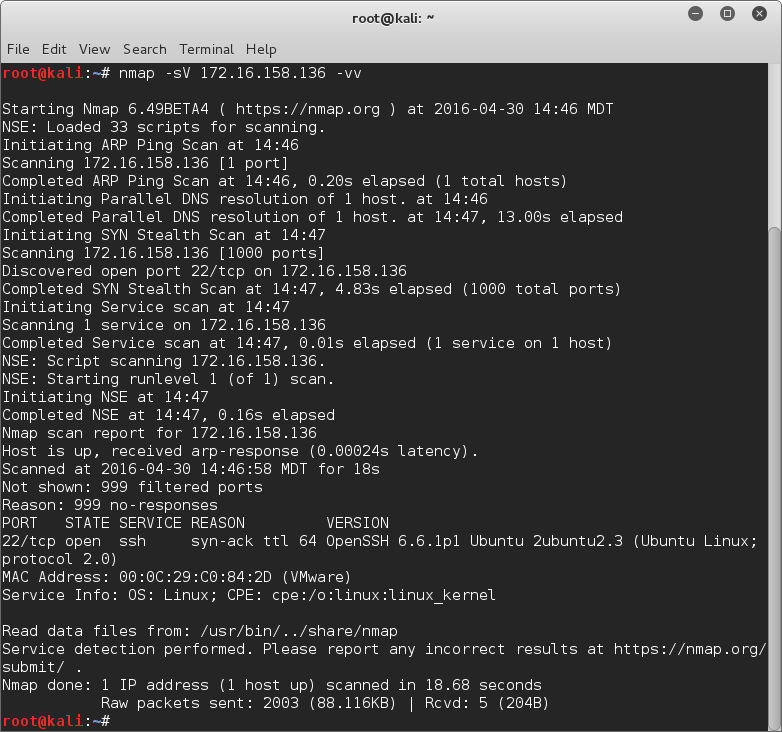 root@kali: ~
File Edit View Search Terminal Help
root@kali:~# nmap -sV 172.16.158.136 -vv
Starting Nmap 6.49BETA4 ( https://nmap.org ) at 2016-04-30 14:46 MDT
NSE: Loaded 33 scripts for scanning.
Initiating ARP Ping Scan at 14:46
Scanning 172.16.158.136 [1 port]
Completed ARP Ping Scan at 14:46, 0.20s elapsed (1 total hosts)
Initiating Parallel DNS resolution of 1 host. at 14:46
Completed Parallel DNS resolution of 1 host. at 14:47, 13.00s elapsed
Initiating SYN Stealth Scan at 14:47
Scanning 172.16.158.136 [1000 ports]
Discovered open port 22/tcp on 172.16.158.136
Completed SYN Stealth Scan at 14:47, 4.83s elapsed (1000 total ports)
Initiating Service scan at 14:47
Scanning 1 service on 172.16.158.136
Completed Service scan at 14:47, 0.01s elapsed (1 service on 1 host)
NSE: Script scanning 172.16.158.136.
NSE: Starting runlevel 1 (of 1) scan.
Initiating NSE at 14:47
Completed NSE at 14:47, 0.16s elapsed
Nmap scan report for 172.16.158.136
Host is up, received arp-response (0.00024s latency).
Scanned at 2016-04-30 14:46:58 MDT for 18s
Not shown: 999 filtered ports
Reason: 999 no-responses
PORT   STATE SERVICE REASON         VERSION
22/tcp open  ssh     syn-ack ttl 64 OpenSSH 6.6.1p1 Ubuntu 2ubuntu2.3 (Ubuntu Linux;
protocol 2.0)
MAC Address: 00:0C:29:C0:84:2D (VMware)
Service Info: OS: Linux; CPE: cpe:/o:linux:linux_kernel
Read data files from: /usr/bin/../share/nmap
Service detection performed. Please report any incorrect results at https://nmap.org/
submit/ .
Nmap done: 1 IP address (1 host up) scanned in 18.68 seconds
           Raw packets sent: 2003 (88.116KB) | Rcvd: 5 (204B)
root@kali:~#